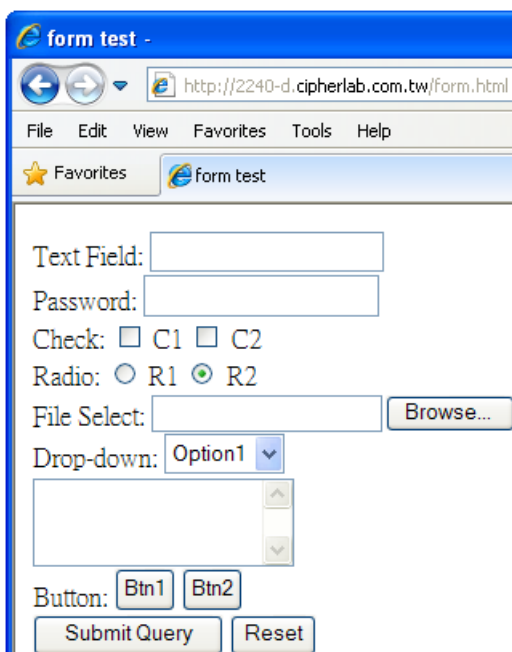 form test -
http://2240-d.cipherlab.com.tw/form.html
File Edit View Favorites Tools Help
Favorites form test
Text Field:
Password:
Check: C1 C2
Radio: R1 R2
File Select: Browse...
Drop-down: Option1
Button: Btn1 Btn2
Submit Query Reset